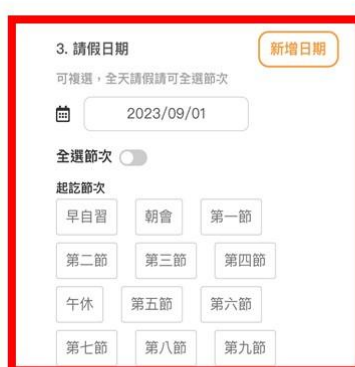 3. 請假日期 新增日期
可複選，全天請假請可全選節次
2023/09/01
全選節次
起訖節次
早自習 朝會 第一節
第二節 第三節 第四節
午休 第五節 第六節
第七節 第八節 第九節